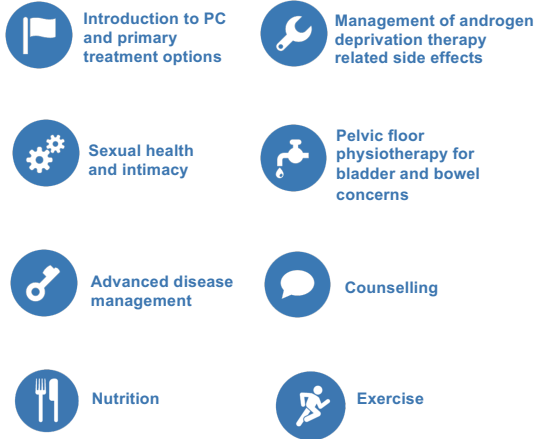 Introduction to PC
and primary
treatment options
Management of androgen
deprivation therapy
related side effects
Sexual health
and intimacy
Pelvic floor
physiotherapy for
bladder and bowel
concerns
Advanced disease
management
Counselling
Nutrition
Exercise